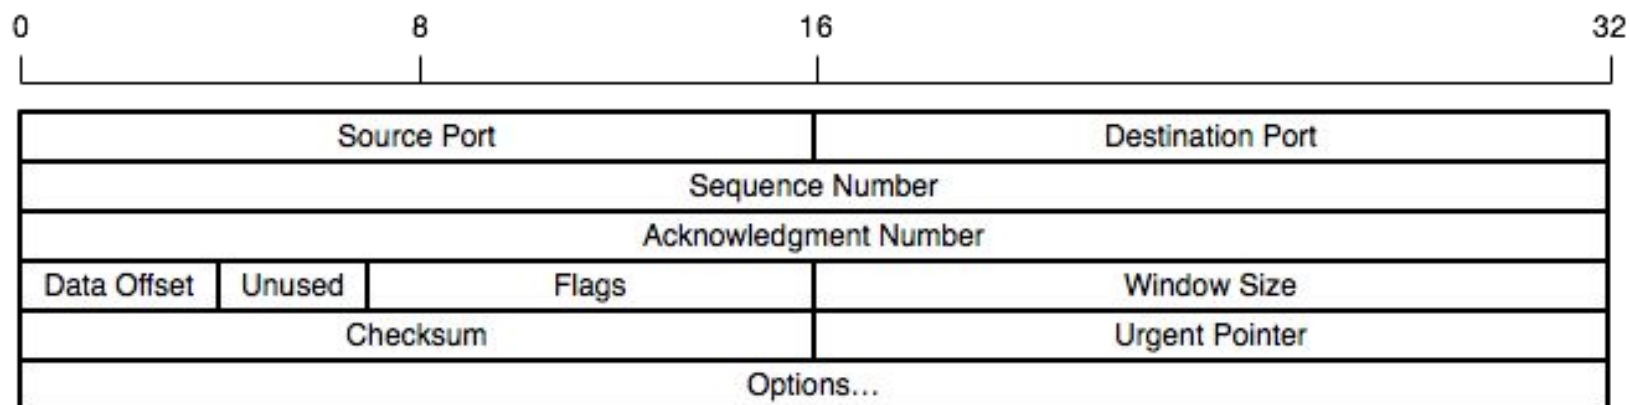 0 8 16 32
Source Port Destination Port
Sequence Number
Acknowledgment Number
Data Offset Unused Flags Window Size
Checksum Urgent Pointer
Options...